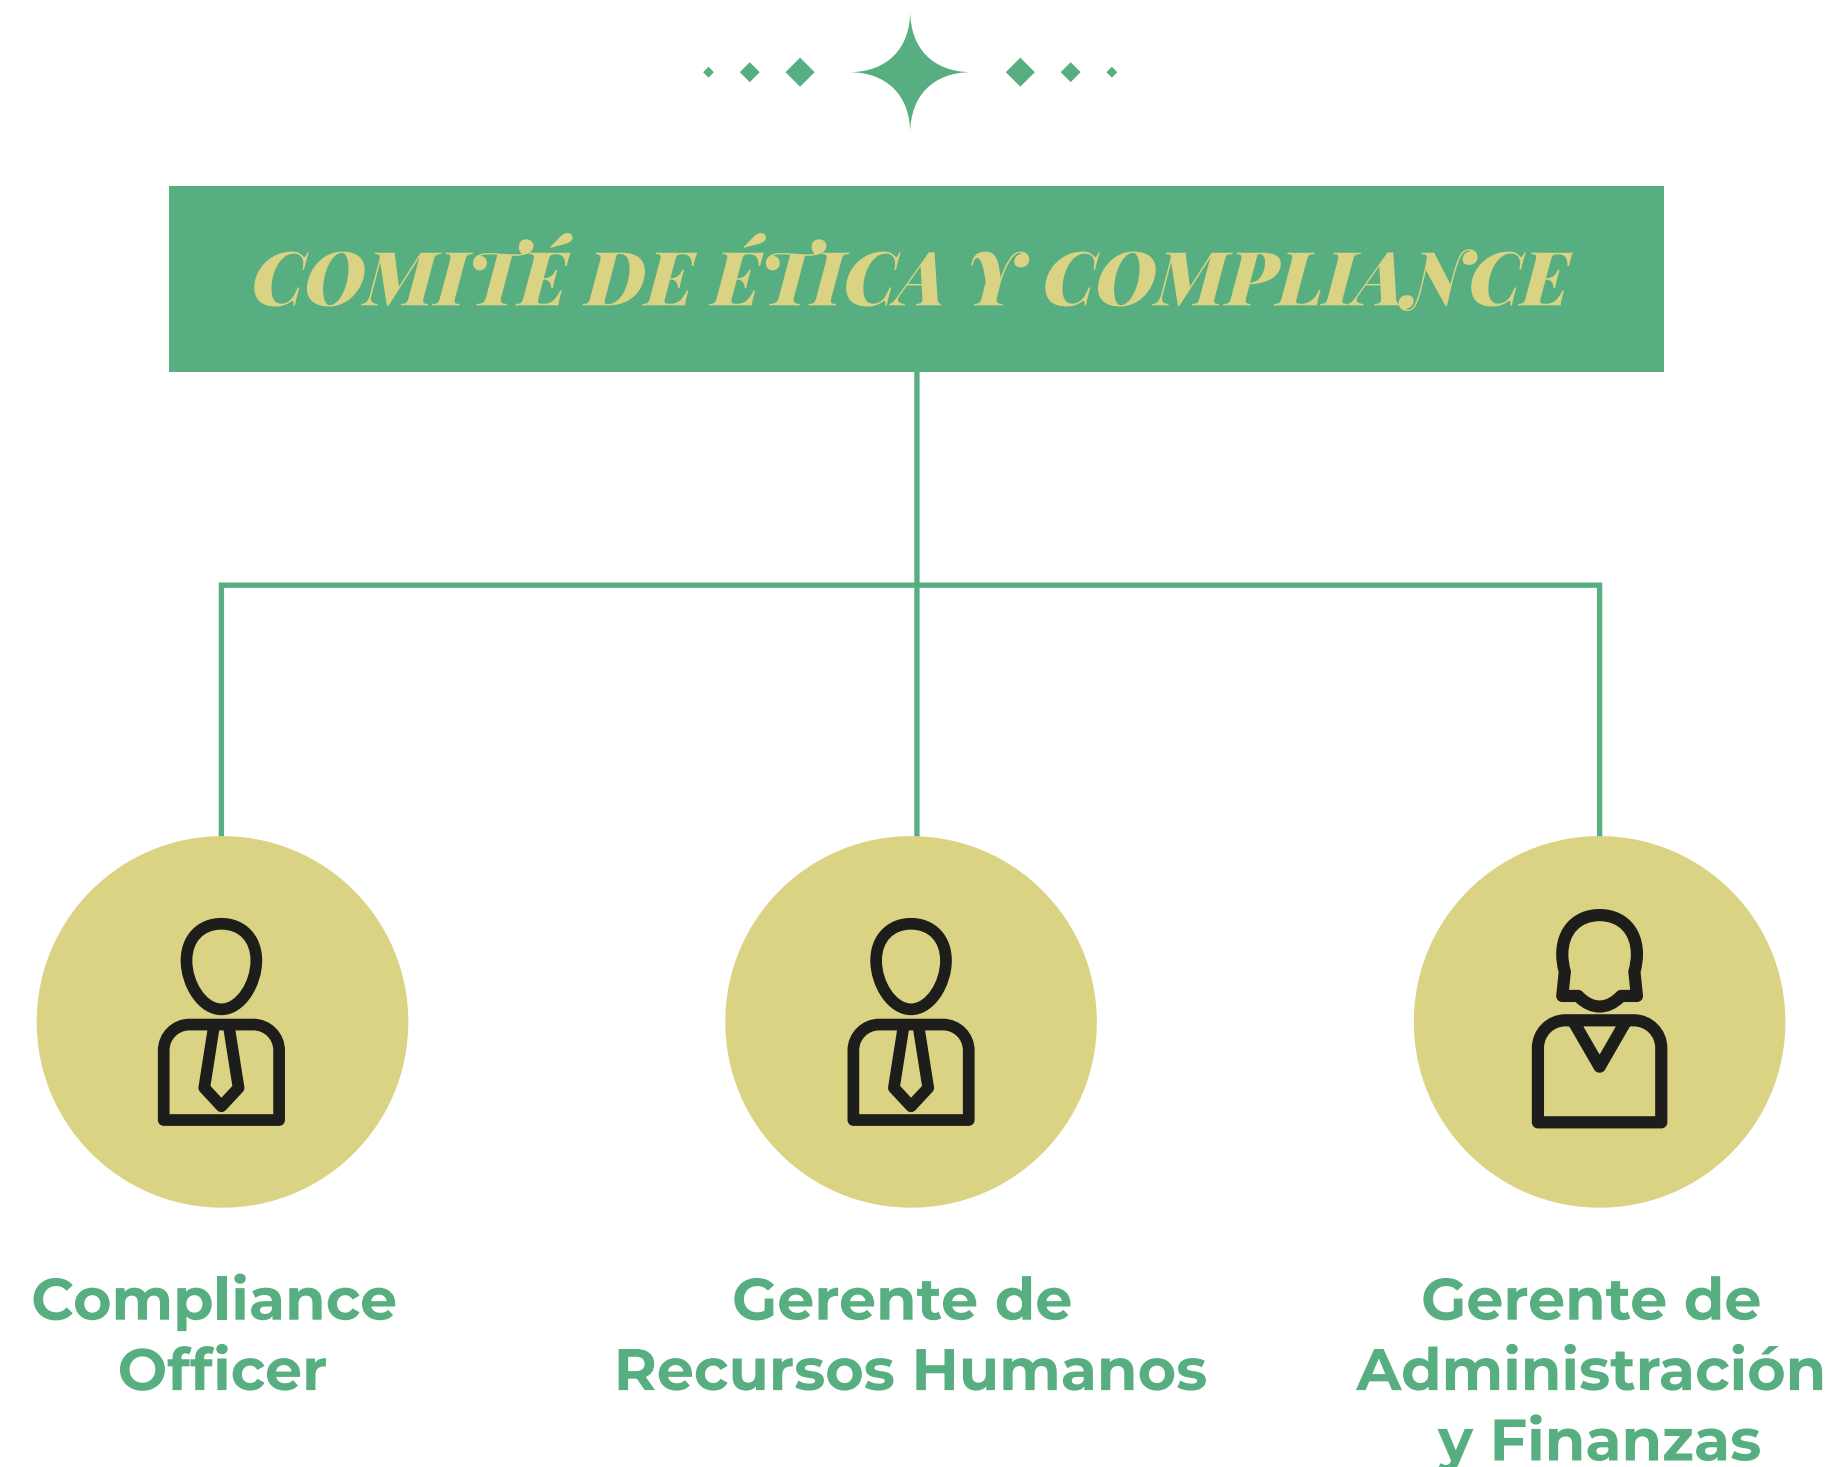 COMITÉ DE ÉTICA Y COMPLIANCE
Compliance
Officer
Gerente de
Recursos Humanos
Gerente de
Administración
y Finanzas